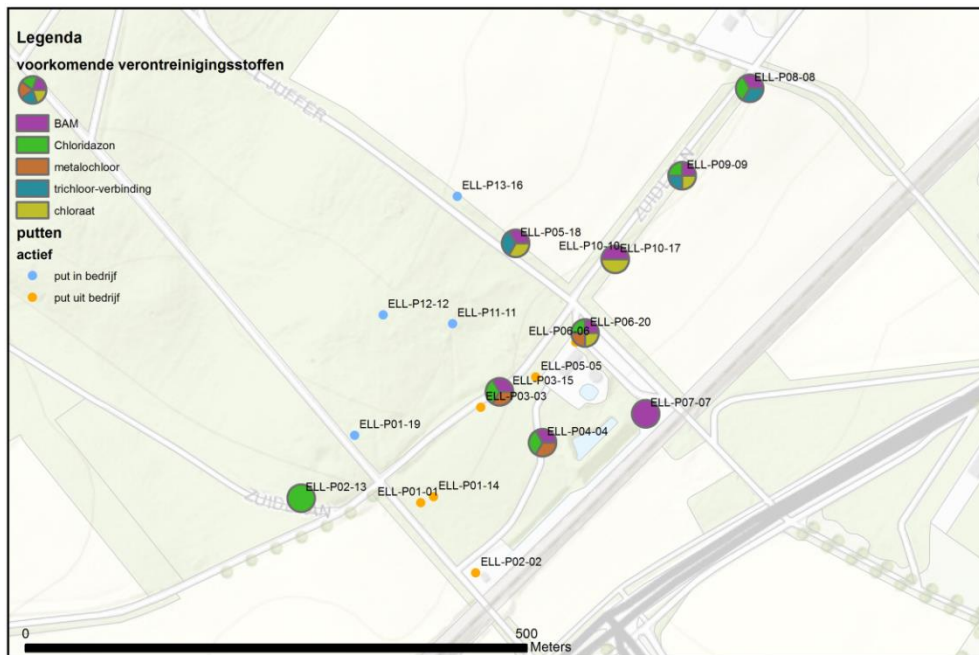 Legenda
voorkomende verontreinigingsstoffen
BAM
Chloridazon
metalochloor
trichloor-verbinding
chloraat
putten
actief
put in bedrijf
put uit bedrijf
L JUFFER
ZUIDLAAN
ELL-P08-08
ELL-P09-09
ELL-P13-16
ELL-P05-18
ELL-P10-10
ELL-P10-17
ELL-P12-12
ELL-P11-11
ELL-P06-06
ELL-P06-20
ELL-P05-05
ELL-P03-15
ELL-P03-03
ELL-P07-07
ELL-P01-19
ELL-P04-04
ELL-P02-13
ZUIDLAAN
ELL-P01-01
ELL-P01-14
ELL-P02-02
0
500
Meters